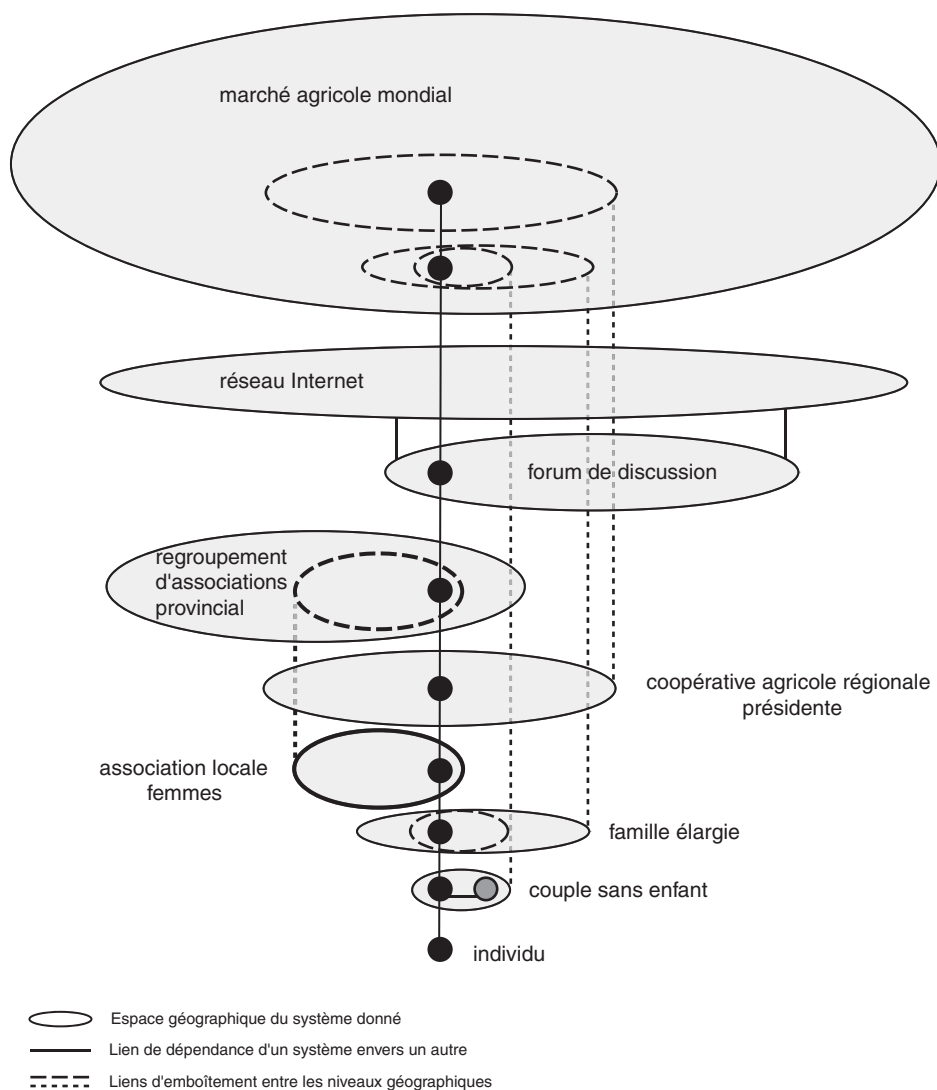 marché agricole mondial
réseau Internet
forum de discussion
regroupement
d'associations
provincial
coopérative agricole régionale
présidente
association locale
femmes
famille élargie
couple sans enfant
individu
Espace géographique du système donné
Lien de dépendance d'un système envers un autre
Liens d'emboîtement entre les niveaux géographiques